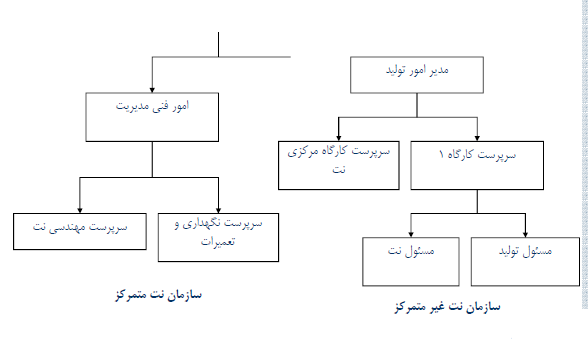 مدیر امور تولید
سرپرست کارگاه ۱
سرپرست کارگاه مرکزی
نت
مسئول تولید
مسئول نت
سازمان نت غیر متمرکز
امور فنی مدیریت
سرپرست نگهداری و
تعمیرات
سرپرست مهندسی نت
سازمان نت متمرکز